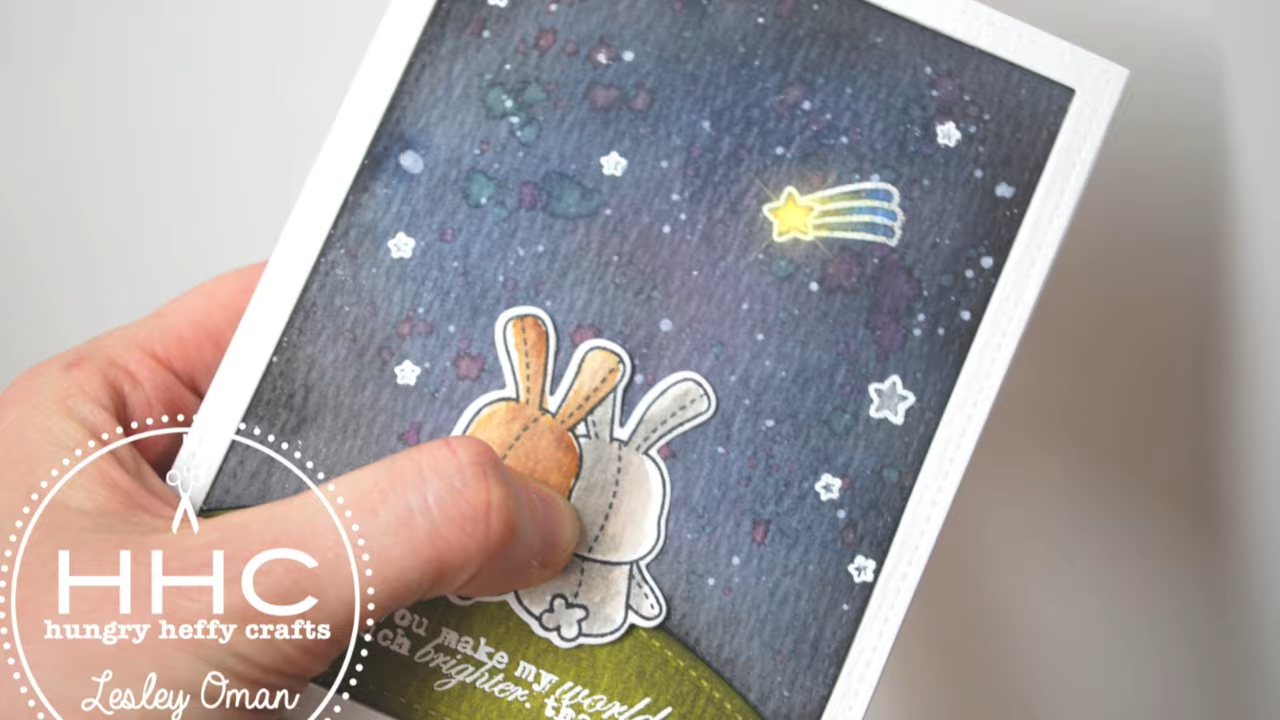 You make my world
brighter.
HHC
hungry heffy crafts
Lesley Oman